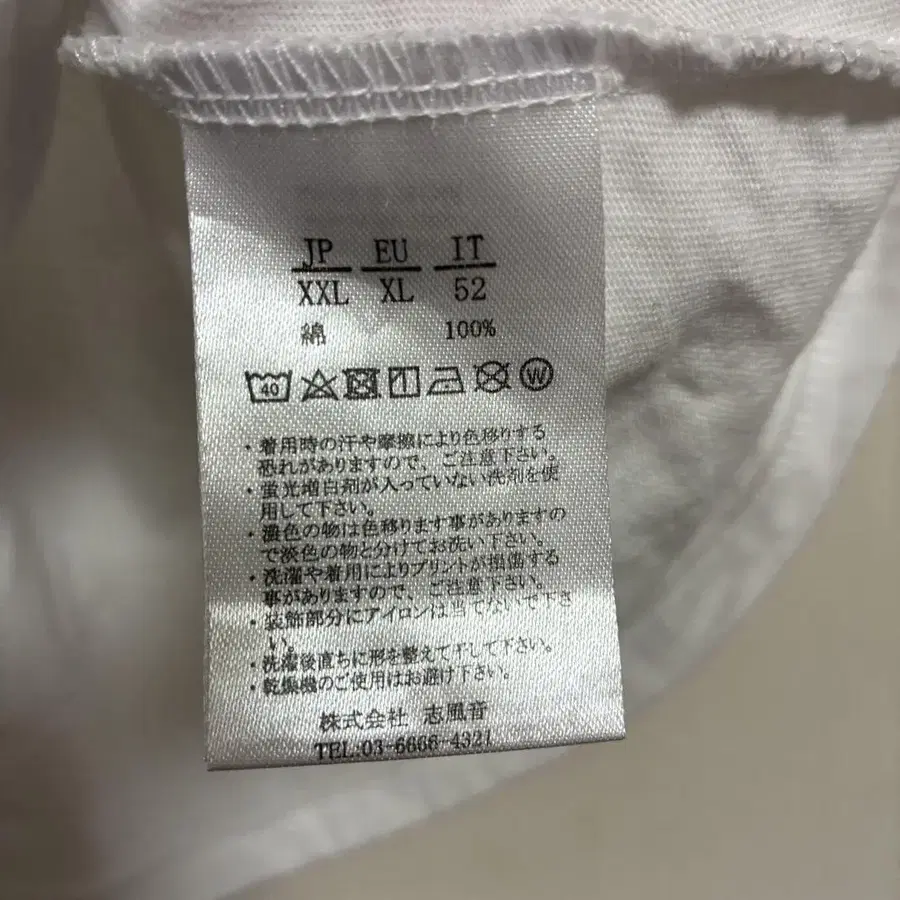 JP EU IT
XXL XL 52
綿 100%
40 W
・着用時の汗や摩擦により色移りする
恐れがありますので、ご注意下さい。
・蛍光増白剤が入っていない洗剤を使
用して下さい。
・濃色の物は色移ります事がありますの
で淡色の物と分けてお洗い下さい。
・洗濯や着用によりプリントが損傷する
事がありますので、ご注意下さい。
・装飾部分にアイロンは当てないで下さ
い。
・洗濯後直ちに形を整えて干して下さい。
・乾燥機のご使用はお避け下さい。
株式会社 志風音
TEL:03-6666-4321